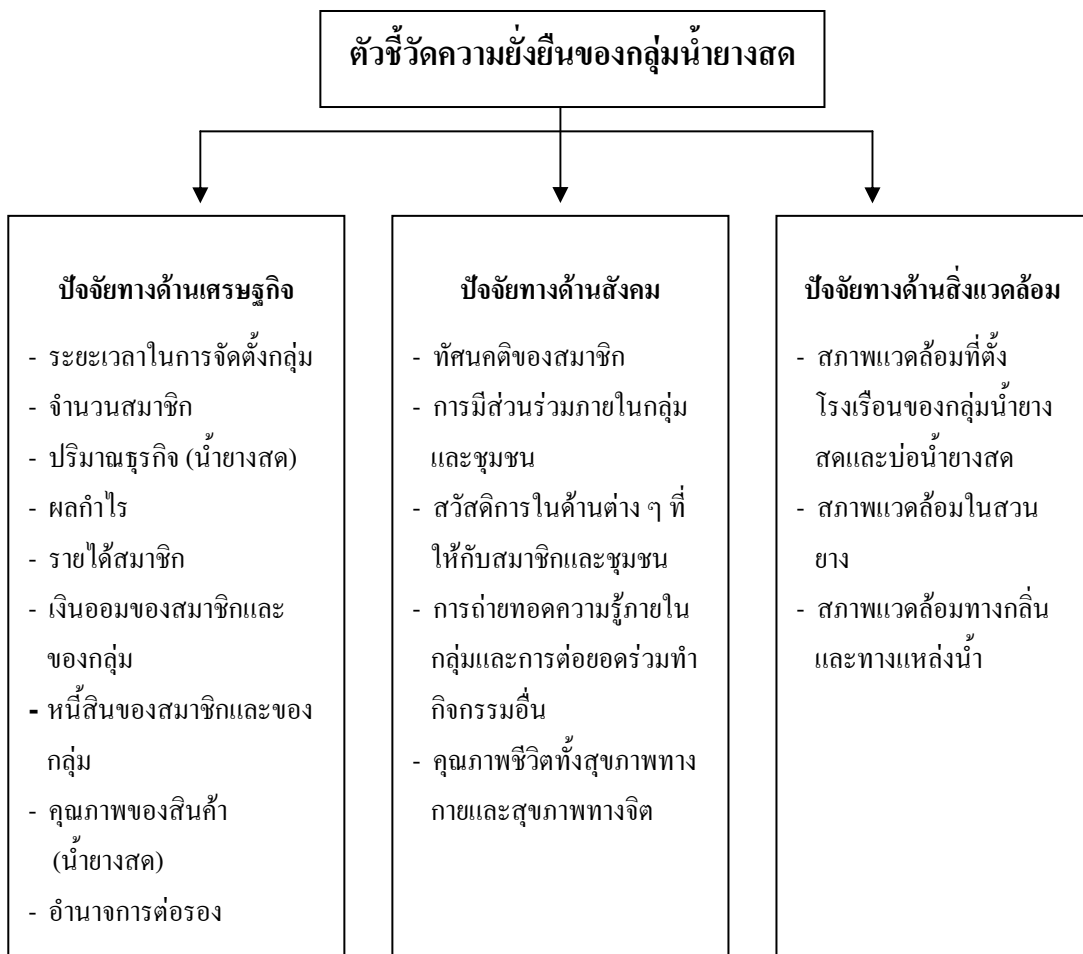 ตัวชี้วัดความยั่งยืนของกลุ่มน้ำยางสด
ปัจจัยทางด้านเศรษฐกิจ
- ระยะเวลาในการจัดตั้งกลุ่ม
- จำนวนสมาชิก
- ปริมาณธุรกิจ (น้ำยางสด)
- ผลกำไร
- รายได้สมาชิก
- เงินออมของสมาชิกและ
ของกลุ่ม
- หนี้สินของสมาชิกและของ
กลุ่ม
- คุณภาพของสินค้า
(น้ำยางสด)
- อำนาจการต่อรอง
ปัจจัยทางด้านสังคม
- ทัศนคติของสมาชิก
- การมีส่วนร่วมภายในกลุ่ม
และชุมชน
- สวัสดิการในด้านต่าง ๆ ที่
ให้กับสมาชิกและชุมชน
- การถ่ายทอดความรู้ภายใน
กลุ่มและการต่อยอดร่วมทำ
กิจกรรมอื่น
- คุณภาพชีวิตทั้งสุขภาพทาง
กายและสุขภาพทางจิต
ปัจจัยทางด้านสิ่งแวดล้อม
- สภาพแวดล้อมที่ตั้ง
โรงเรือนของกลุ่มน้ำยาง
สดและบ่อน้ำยางสด
- สภาพแวดล้อมในสวน
ยาง
- สภาพแวดล้อมทางกลิ่น
และทางแหล่งน้ำ